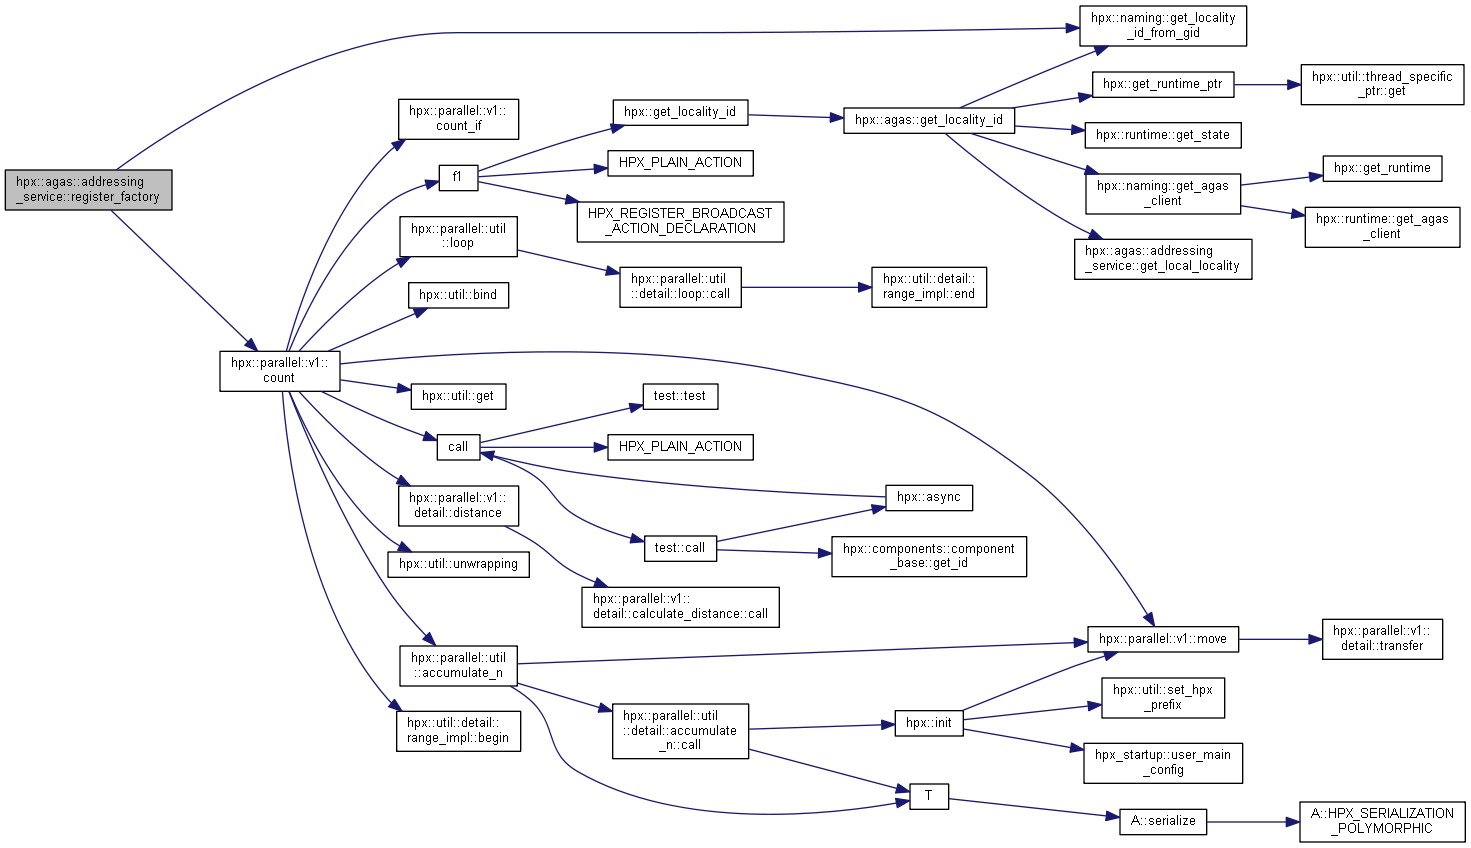 hpx::naming::get_locality
_id_from_gid
hpx::get_runtime_ptr
hpx::util::thread_specific
_ptr::get
hpx::parallel::v1::
count_if
hpx::get_locality_id
hpx::agas::get_locality_id
hpx::runtime::get_state
HPX_PLAIN_ACTION
f1
hpx::get_runtime
hpx::agas::addressing
_service::register_factory
hpx::naming::get_agas
_client
HPX_REGISTER_BROADCAST
_ACTION_DECLARATION
hpx::runtime::get_agas
_client
hpx::parallel::util
::loop
hpx::agas::addressing
_service::get_local_locality
hpx::parallel::util
::detail::loop::call
hpx::util::detail::
range_impl::end
hpx::util::bind
hpx::parallel::v1::
count
hpx::util::get
test::test
call
HPX_PLAIN_ACTION
hpx::parallel::v1::
detail::distance
hpx::async
test::call
hpx::components::component
_base::get_id
hpx::util::unwrapping
hpx::parallel::v1::
detail::calculate_distance::call
hpx::parallel::v1::move
hpx::parallel::v1::
detail::transfer
hpx::parallel::util
::accumulate_n
hpx::util::set_hpx
_prefix
hpx::util::detail::
range_impl::begin
hpx::parallel::util
::detail::accumulate
_n::call
hpx::init
hpx_startup::user_main
_config
T
A::serialize
A::HPX_SERIALIZATION
_POLYMORPHIC